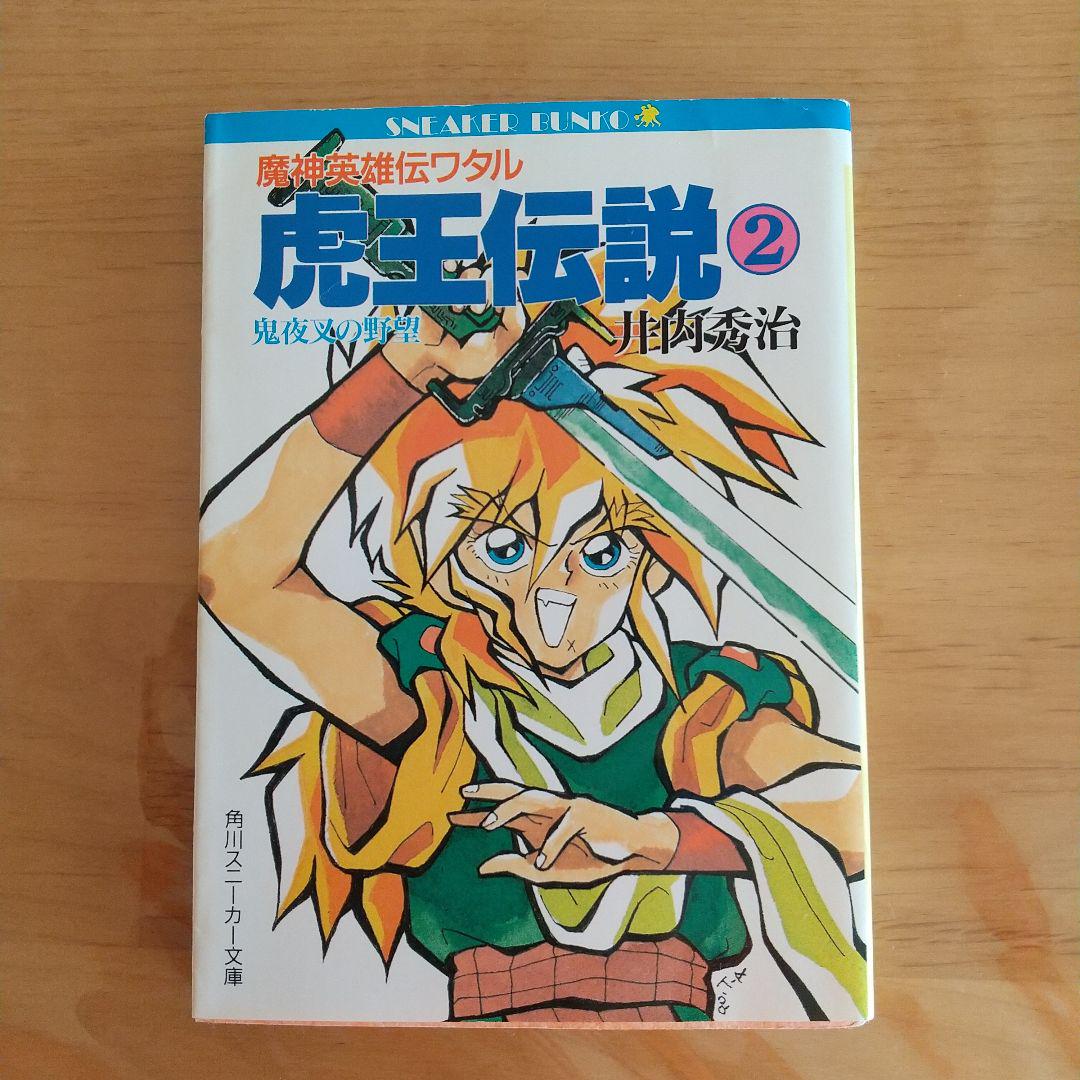 SNEAKER BUNKO
魔神英雄伝ワタル
虎王伝説②
鬼夜叉の野望
井内秀治
角川スニーカー文庫